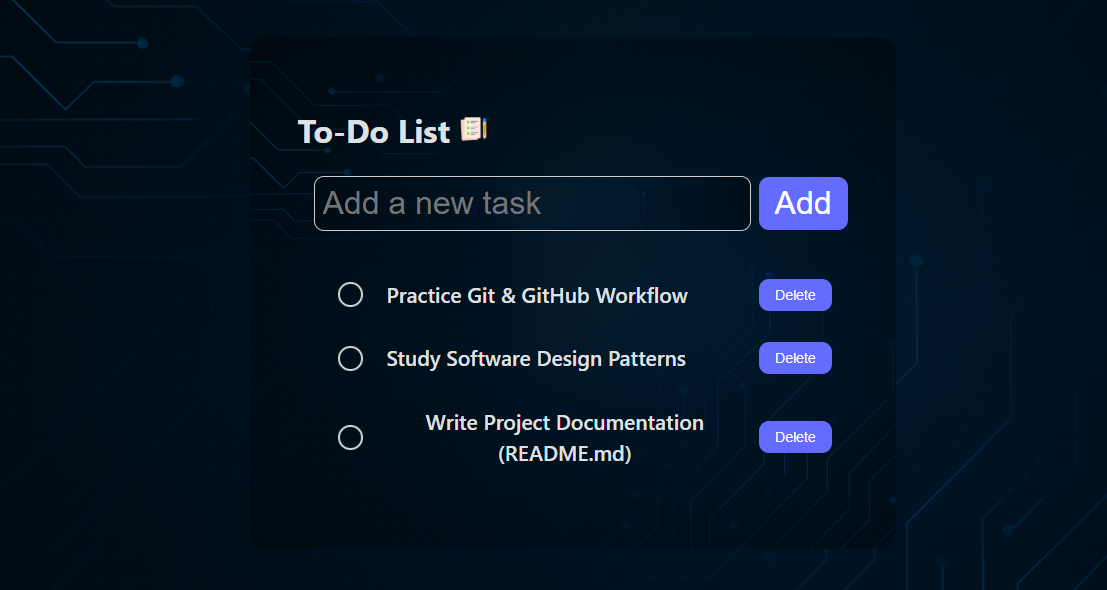 To-Do List
Add a new task
Add
Practice Git & GitHub Workflow
Delete
Study Software Design Patterns
Delete
Write Project Documentation
(README.md)
Delete